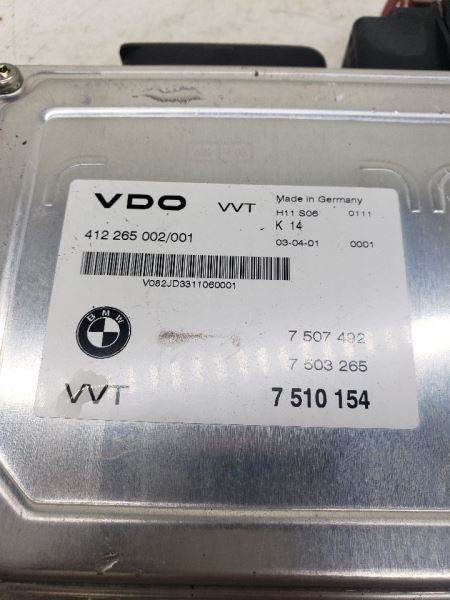 VDO VVT Made in Germany
H11 S06 0111
K 14
412 265 002/001 03-04-01 0001
V082JD3311060001
BMW
7 507 492
7 503 265
VVT 7 510 154